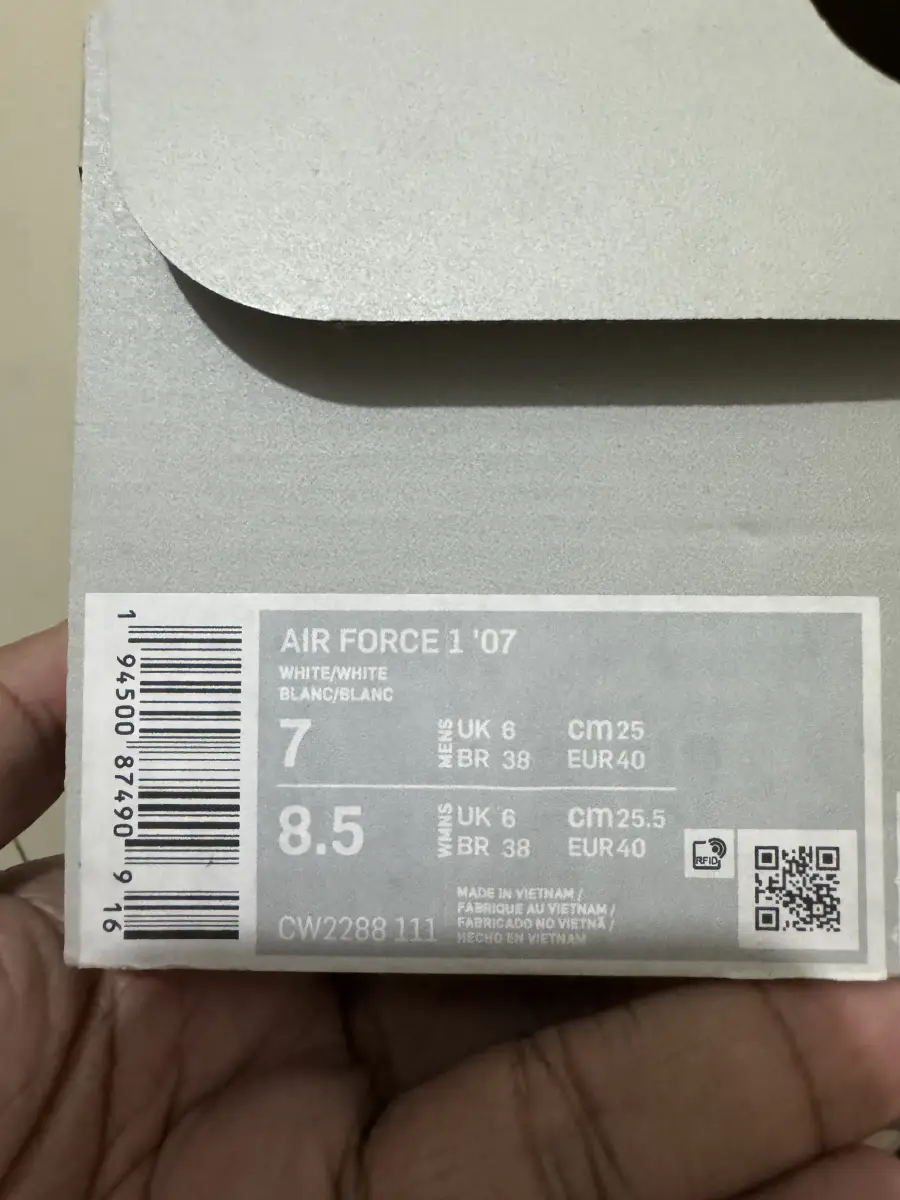 AIR FORCE 1 '07
WHITE/WHITE
BLANC/BLANC
7
MENS
UK 6 cm 25
BR 38 EUR 40
8.5
WMNS
UK 6 cm 25.5
BR 38 EUR 40
RFID
MADE IN VIETNAM /
FABRIQUE AU VIETNAM /
FABRICADO NO VIETNÃ /
HECHO EN VIETNAM
CW2288 111
1 94500 87490 9 16